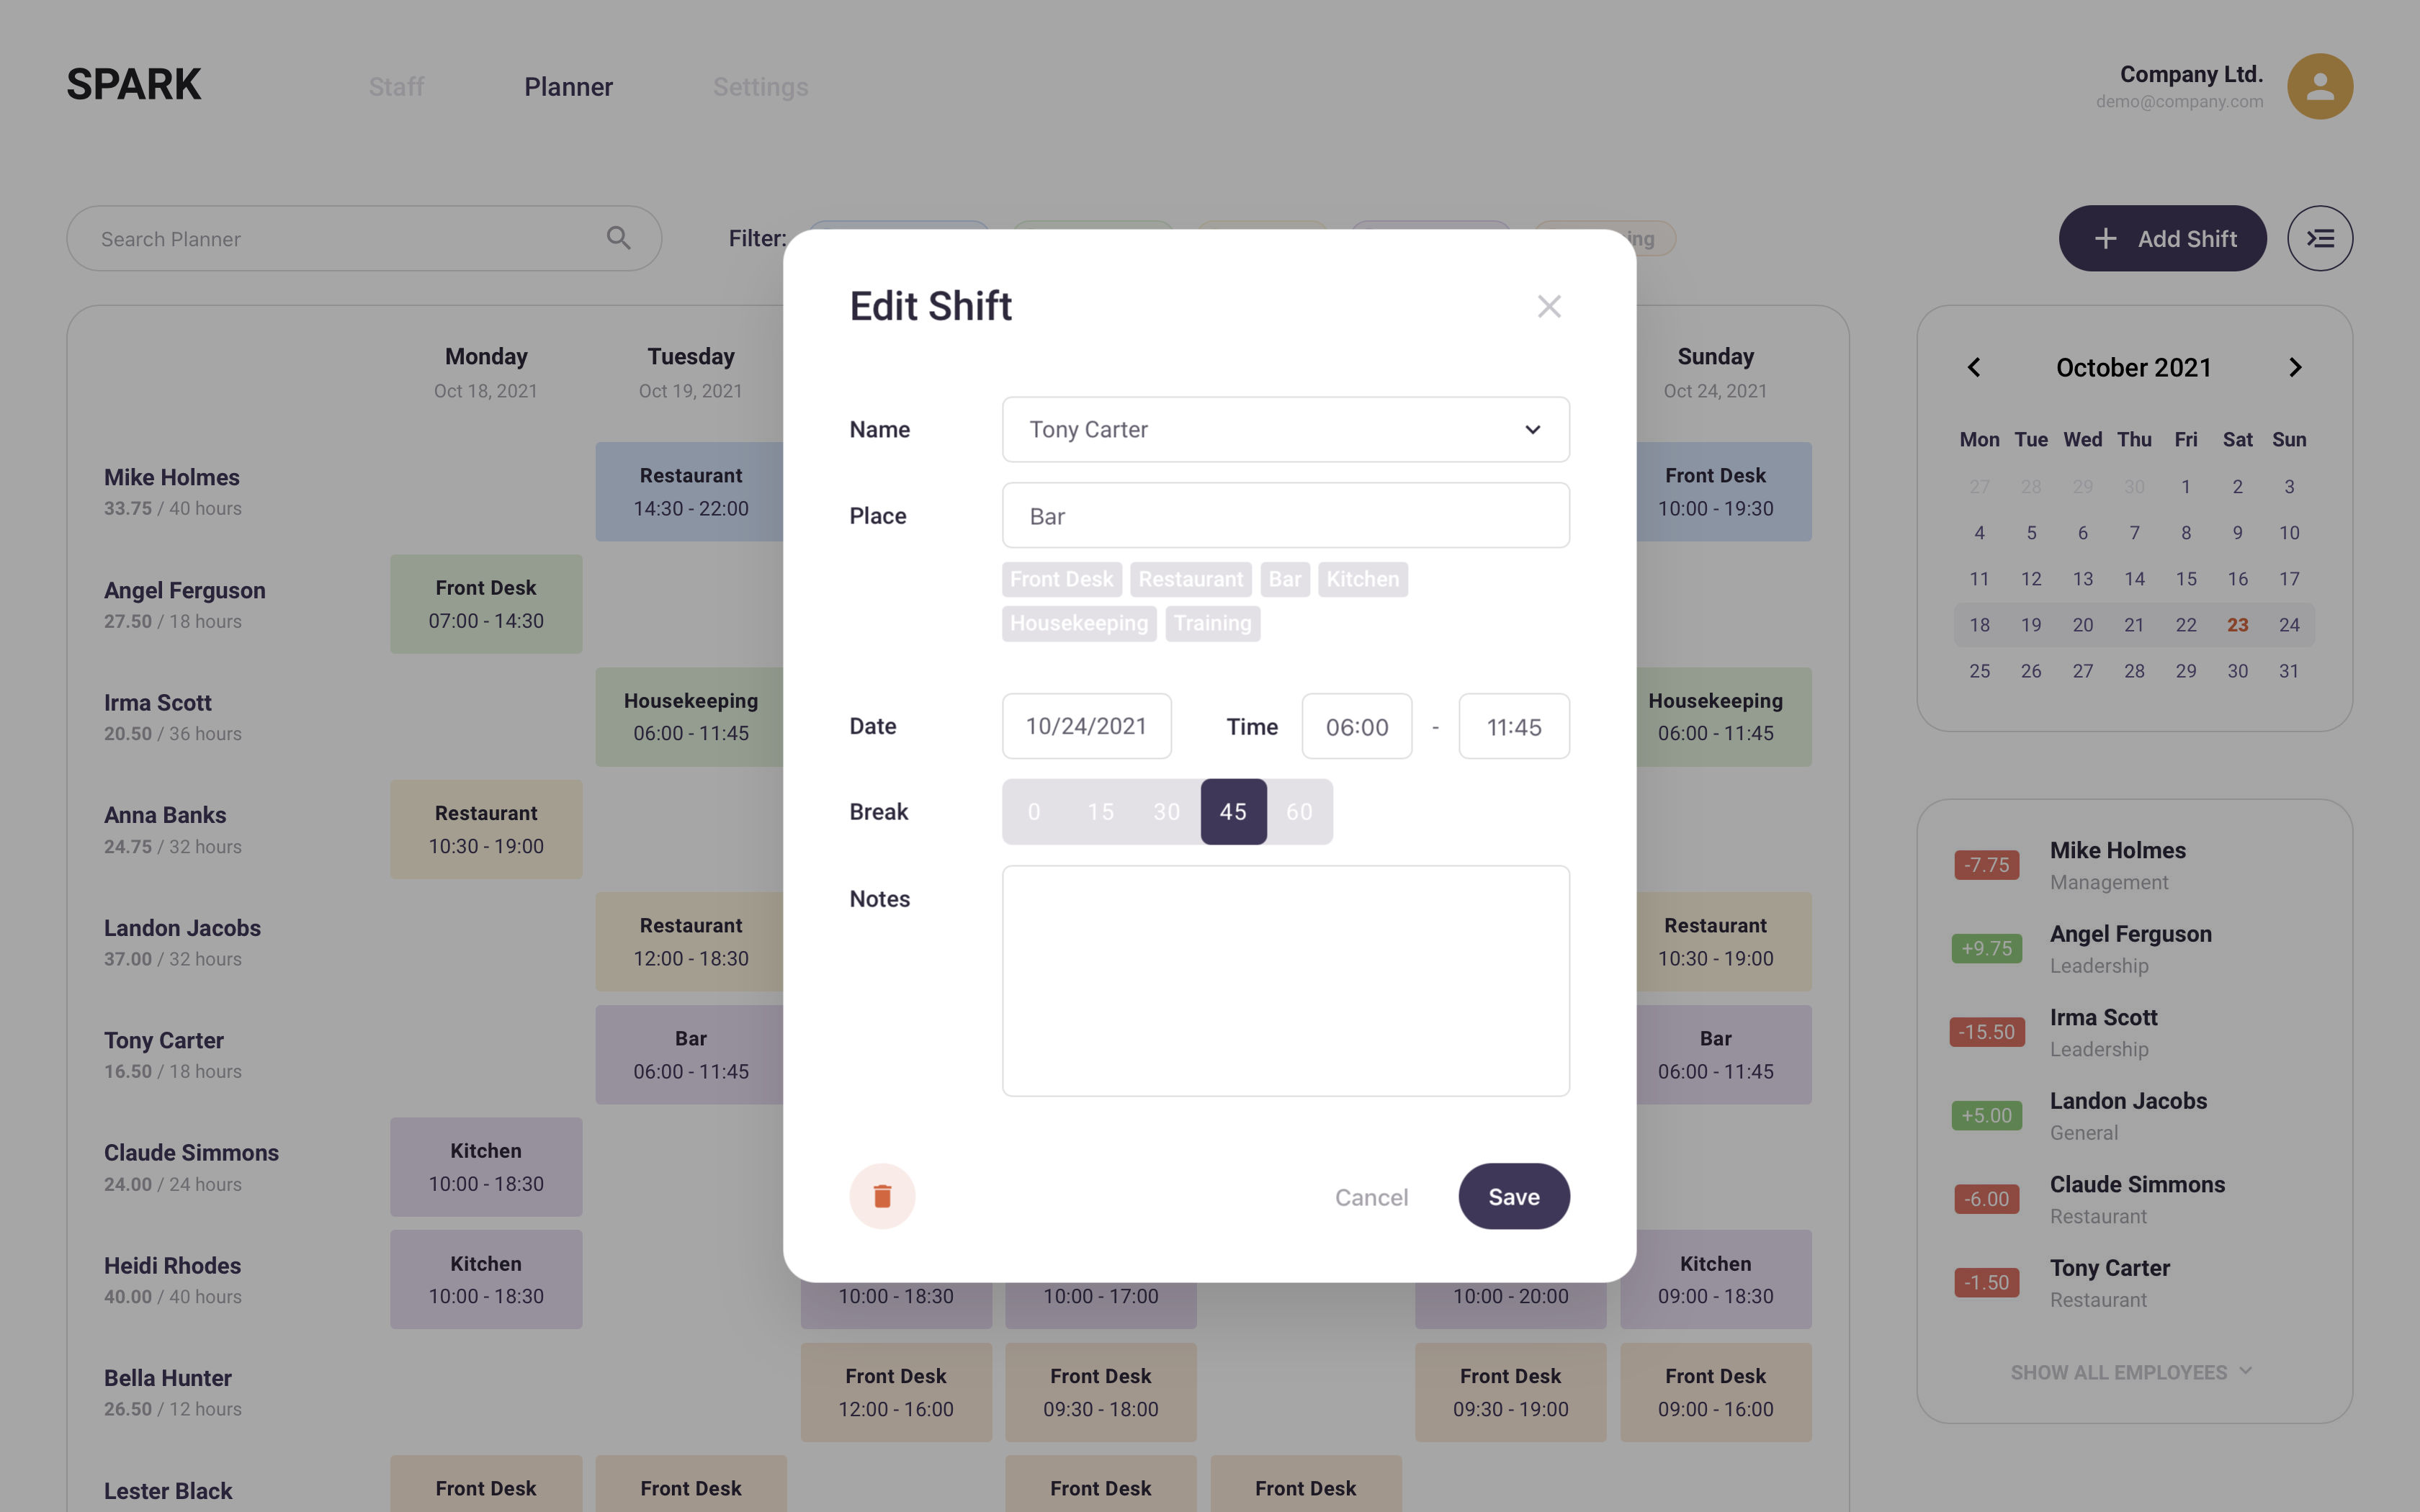 SPARK
Staff
Planner
Settings
Company Ltd.
demo@company.com
Search Planner
Filter:
ing
Add Shift
Monday
Oct 18, 2021
Tuesday
Oct 19, 2021
Sunday
Oct 24, 2021
Mike Holmes
33.75 / 40 hours
Restaurant
14:30 - 22:00
Front Desk
10:00 - 19:30
Angel Ferguson
27.50 / 18 hours
Front Desk
07:00 - 14:30
Irma Scott
20.50 / 36 hours
Housekeeping
06:00 - 11:45
Housekeeping
06:00 - 11:45
Anna Banks
24.75 / 32 hours
Restaurant
10:30 - 19:00
Landon Jacobs
37.00 / 32 hours
Restaurant
12:00 - 18:30
Restaurant
10:30 - 19:00
Tony Carter
16.50 / 18 hours
Bar
06:00 - 11:45
Bar
06:00 - 11:45
Claude Simmons
24.00 / 24 hours
Kitchen
10:00 - 18:30
Heidi Rhodes
40.00 / 40 hours
Kitchen
10:00 - 18:30
10:00 - 18:30
10:00 - 17:00
10:00 - 20:00
Kitchen
09:00 - 18:30
Bella Hunter
26.50 / 12 hours
Front Desk
12:00 - 16:00
Front Desk
09:30 - 18:00
Front Desk
09:30 - 19:00
Front Desk
09:00 - 16:00
Lester Black
Front Desk
Front Desk
Front Desk
Front Desk
Edit Shift
Name
Tony Carter
Place
Bar
Front Desk Restaurant Bar Kitchen
Housekeeping Training
Date
10/24/2021
Time
06:00 - 11:45
Break
0 15 30 45 60
Notes
Cancel
Save
October 2021
Mon Tue Wed Thu Fri Sat Sun
27 28 29 30 1 2 3
4 5 6 7 8 9 10
11 12 13 14 15 16 17
18 19 20 21 22 23 24
25 26 27 28 29 30 31
-7.75
Mike Holmes
Management
+9.75
Angel Ferguson
Leadership
-15.50
Irma Scott
Leadership
+5.00
Landon Jacobs
General
-6.00
Claude Simmons
Restaurant
-1.50
Tony Carter
Restaurant
SHOW ALL EMPLOYEES